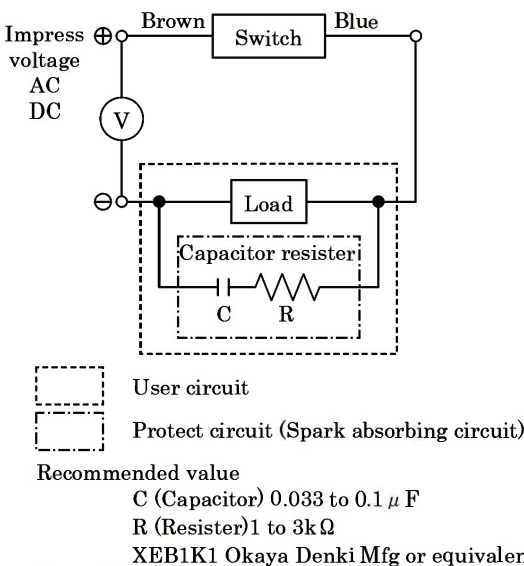 Brown
Blue
Impress
voltage
AC
DC
⊕
Switch
V
⊖
Load
Capacitor resister
C
R
User circuit
Protect circuit (Spark absorbing circuit)
Recommended value
C (Capacitor) 0.033 to 0.1 μ F
R (Resister)1 to 3kΩ
XEB1K1 Okaya Denki Mfg or equivalen